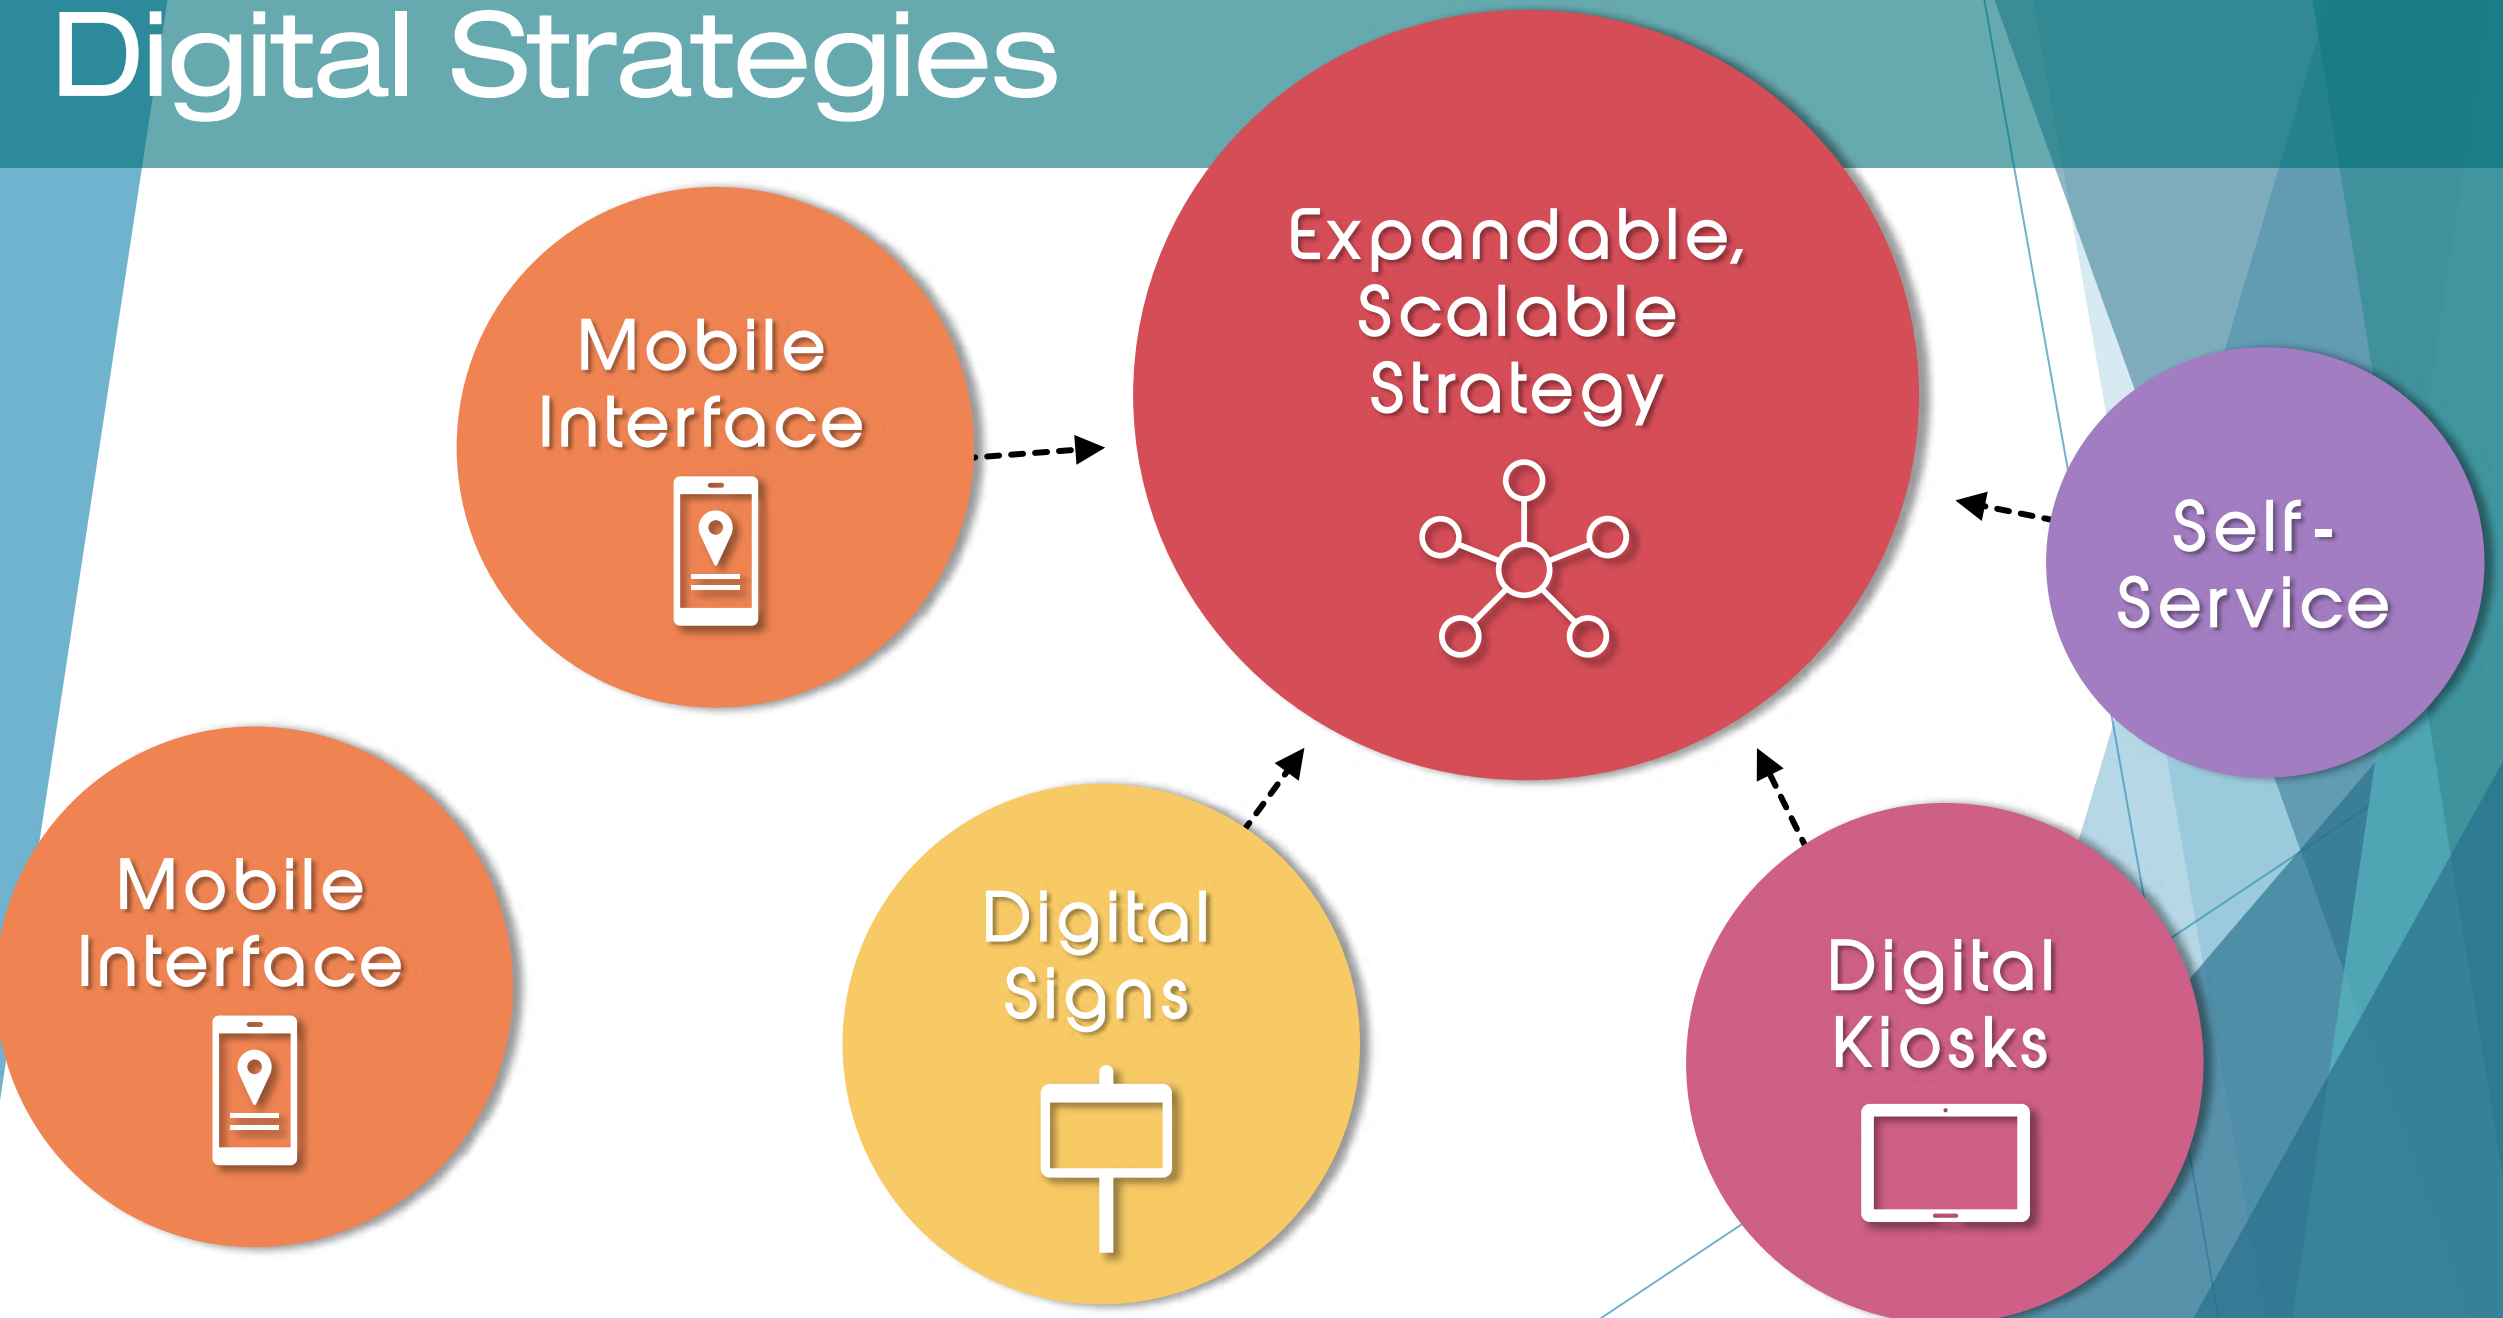 Digital Strategies
Expandable,
Scalable
Strategy
Mobile
Interface
Self-
Service
Mobile
Interface
Digital
Signs
Digital
Kiosks